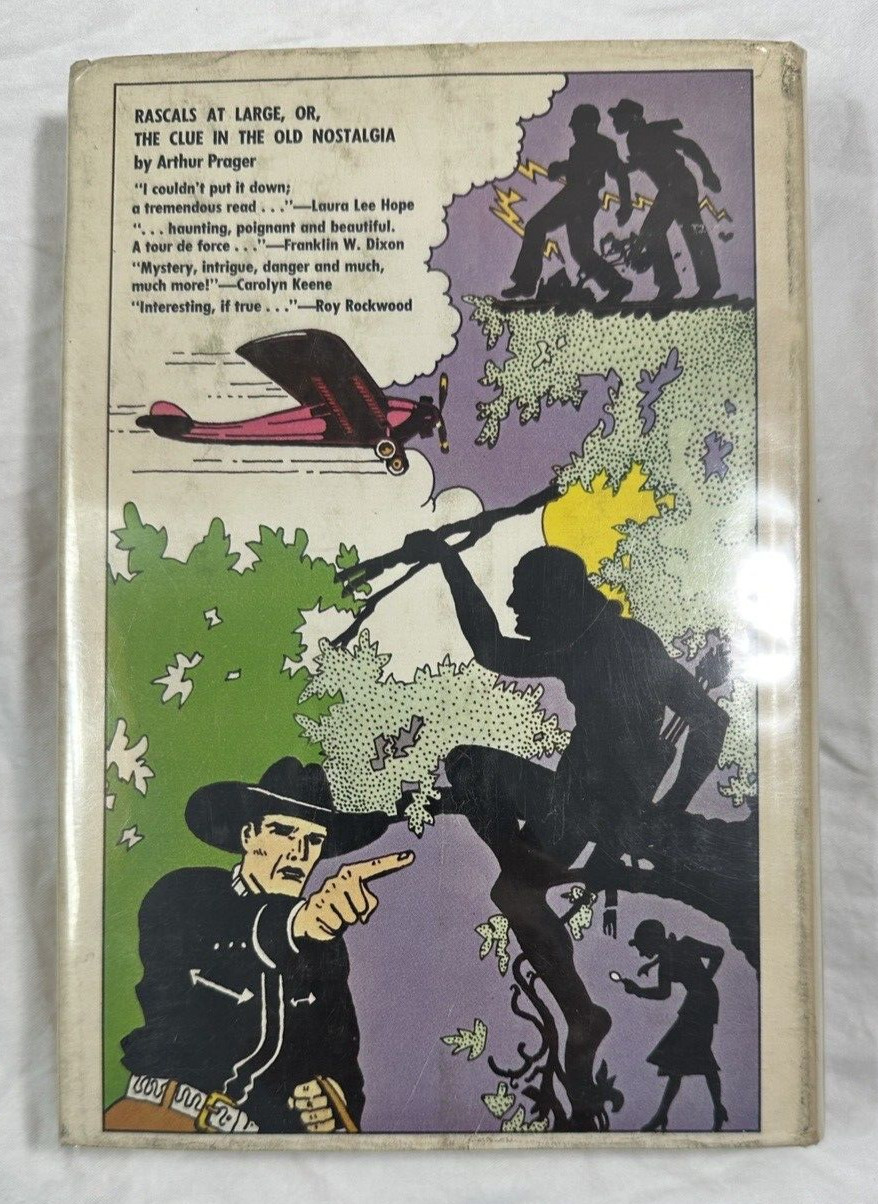 RASCALS AT LARGE, OR,
THE CLUE IN THE OLD NOSTALGIA
by Arthur Prager
"I couldn't put it down;
a tremendous read . . ."—Laura Lee Hope
". . . haunting, poignant and beautiful.
A tour de force . . ."—Franklin W. Dixon
"Mystery, intrigue, danger and much,
much more!"—Carolyn Keene
"Interesting, if true . . ."—Roy Rockwood